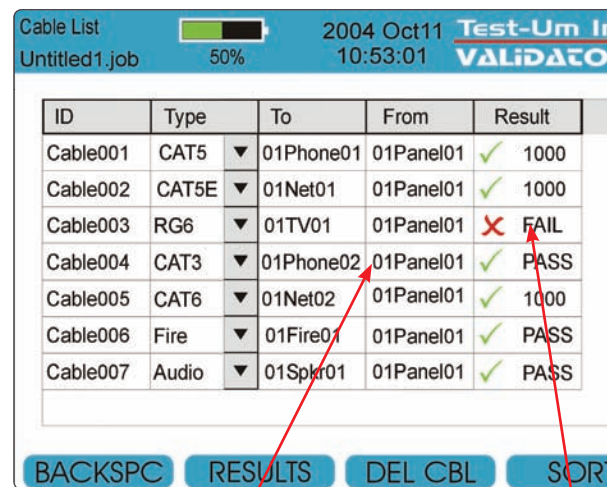 Cable List 2004 Oct11 Test-Um In
Untitled1.job 50% 10:53:01 VALiDATO
ID Type To From Result
Cable001 CAT5 01Phone01 01Panel01 1000
Cable002 CAT5E 01Net01 01Panel01 1000
Cable003 RG6 01TV01 01Panel01 FAIL
Cable004 CAT3 01Phone02 01Panel01 PASS
Cable005 CAT6 01Net02 01Panel01 1000
Cable006 Fire 01Fire01 01Panel01 PASS
Cable007 Audio 01Spkr01 01Panel01 PASS
BACKSPC RESULTS DEL CBL SORT